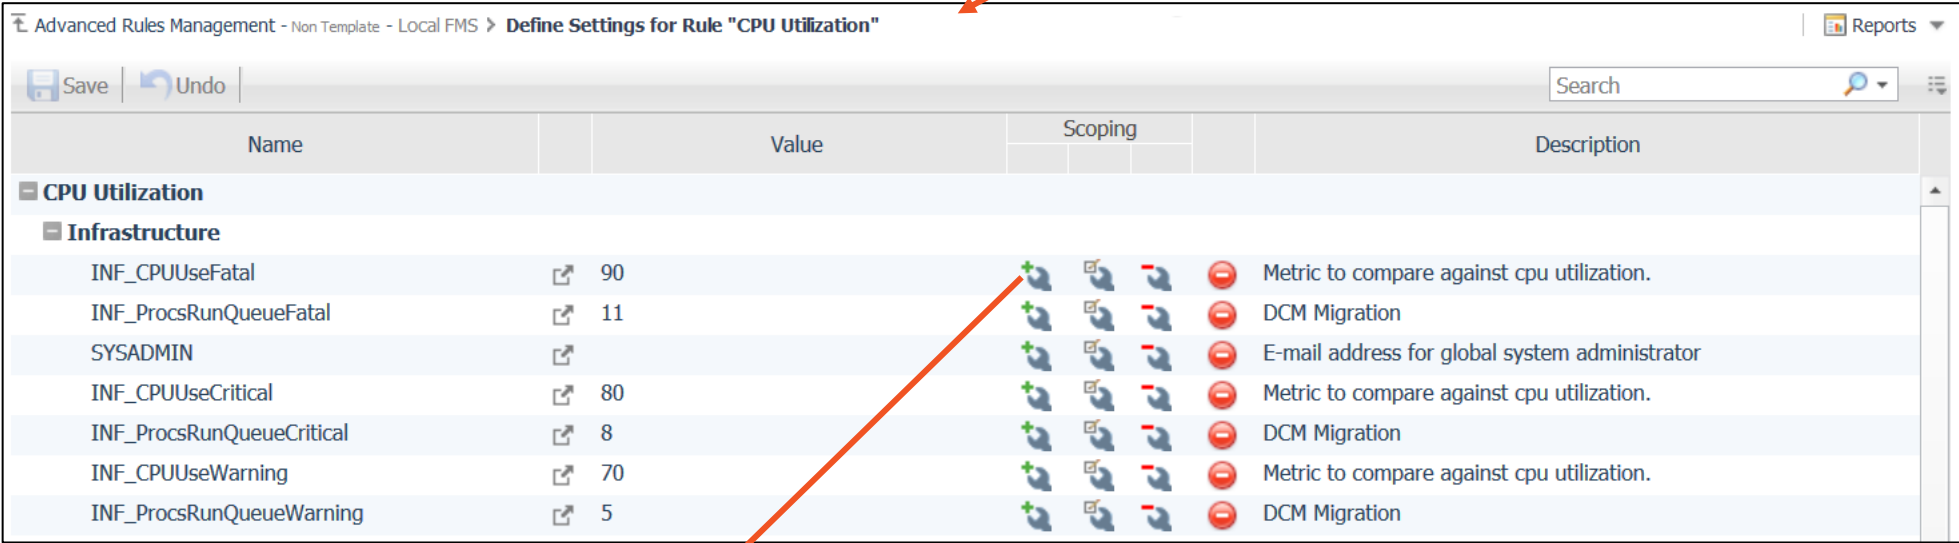 Advanced Rules Management - Non Template - Local FMS > Define Settings for Rule "CPU Utilization" Reports
Save Undo Search
Name Value Scoping Description
CPU Utilization
Infrastructure
INF_CPUUseFatal 90 Metric to compare against cpu utilization.
INF_ProcsRunQueueFatal 11 DCM Migration
SYSADMIN E-mail address for global system administrator
INF_CPUUseCritical 80 Metric to compare against cpu utilization.
INF_ProcsRunQueueCritical 8 DCM Migration
INF_CPUUseWarning 70 Metric to compare against cpu utilization.
INF_ProcsRunQueueWarning 5 DCM Migration